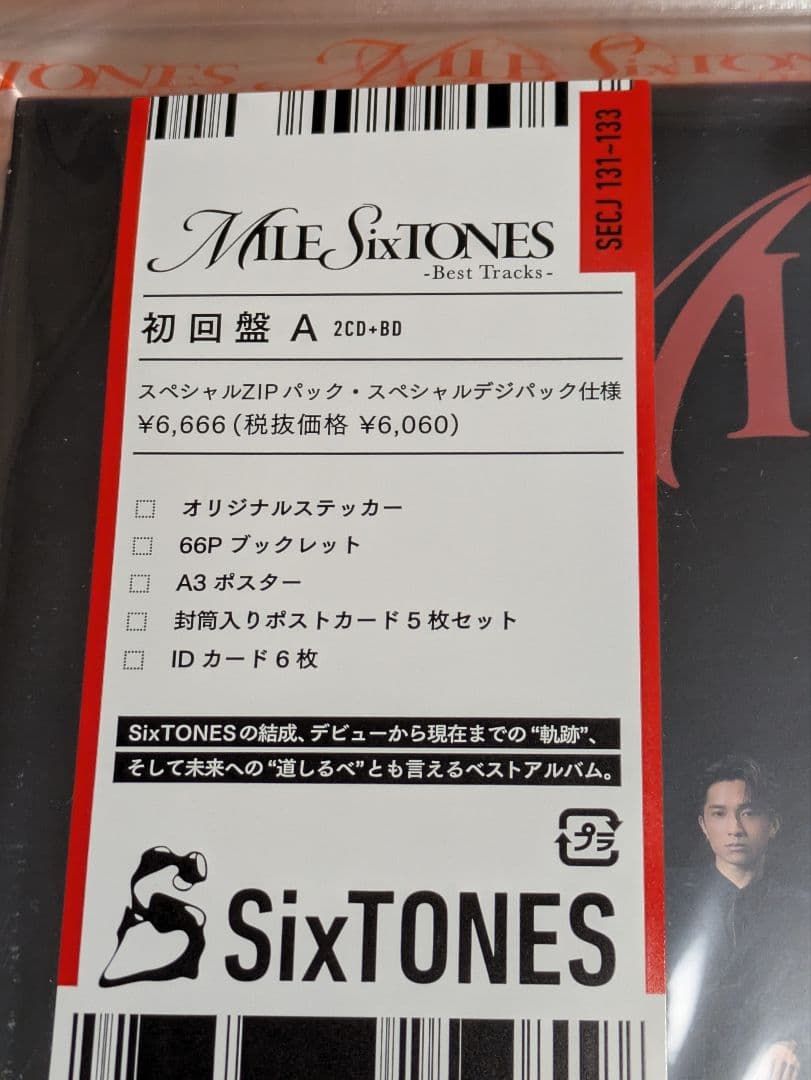 MILE SixTONES
SECJ 131-133
MILE SixTONES
-Best Tracks-
初回盤 A 2CD+BD
スペシャルZIPパック・スペシャルデジパック仕様
¥6,666(税抜価格 ¥6,060)
オリジナルステッカー
66P ブックレット
A3 ポスター
封筒入りポストカード5枚セット
IDカード6枚
SixTONESの結成、デビューから現在までの“軌跡”、
そして未来への“道しるべ”とも言えるベストアルバム。
プラ
SixTONES